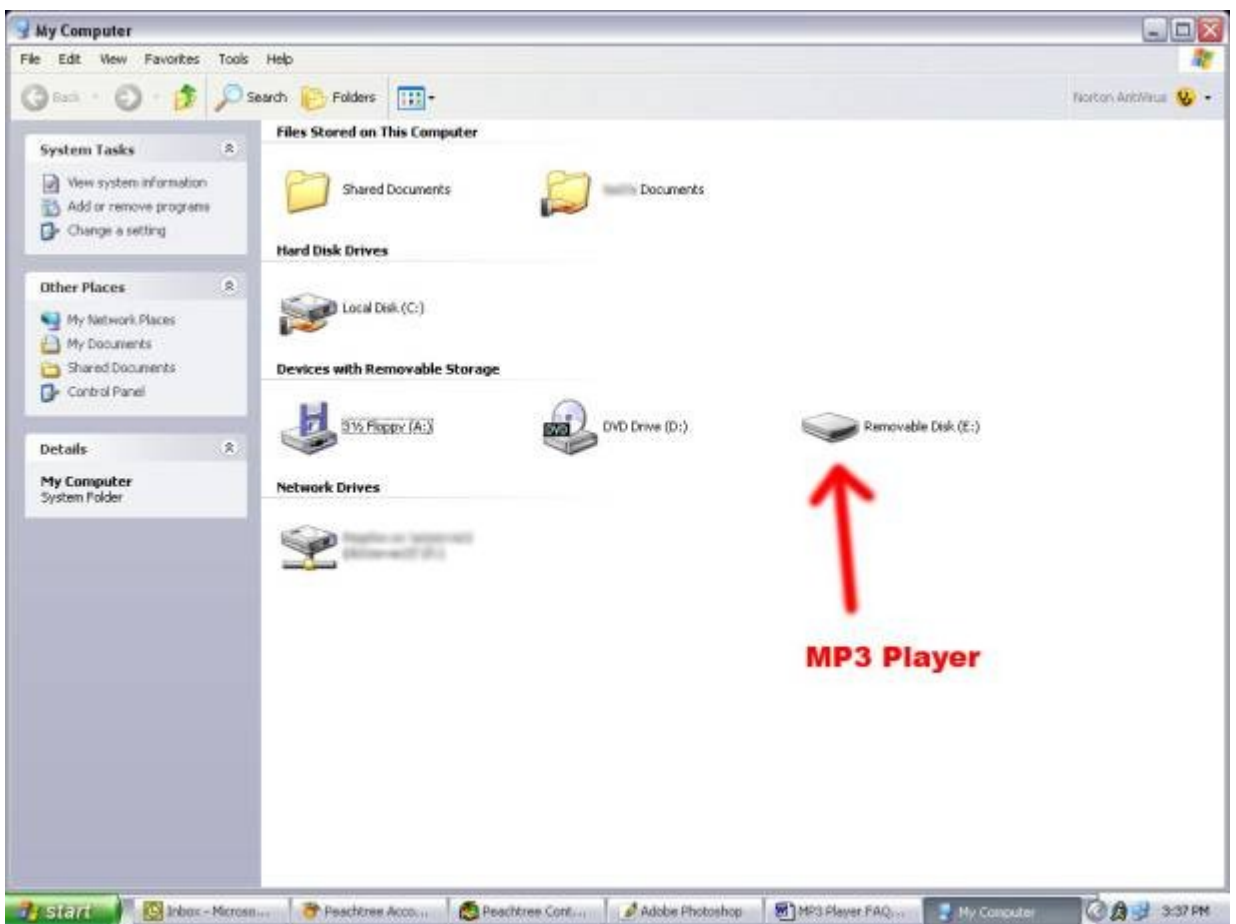 My Computer
File Edit View Favorites Tools Help
Back Search Folders Norton AntiVirus
System Tasks
View system information
Add or remove programs
Change a setting
Other Places
My Network Places
My Documents
Shared Documents
Control Panel
Details
My Computer
System Folder
Files Stored on This Computer
Shared Documents
Documents
Hard Disk Drives
Local Disk (C:)
Devices with Removable Storage
3½ Floppy (A:)
DVD Drive (D:)
DVD
Removable Disk (E:)
Network Drives
MP3 Player
start Inbox - Microso... Peachtree Acco... Peachtree Cont... Adobe Photoshop MP3 Player FAQ... My Computer 3:37 PM